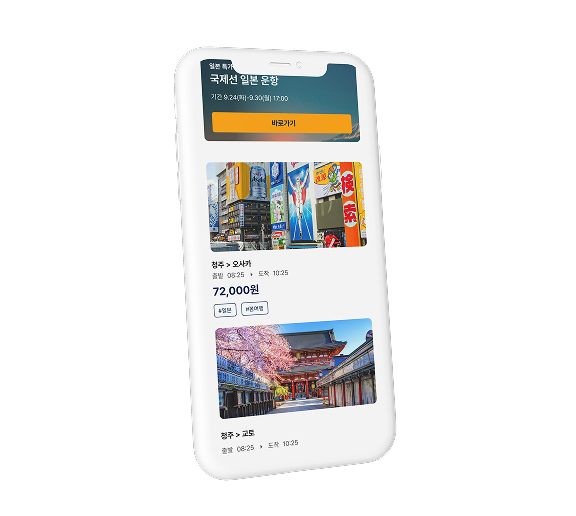 일본 특가
국제선 일본 운항
기간 9.24(화)-9.30(월) 17:00
바로가기
Asahi
청주 > 오사카
출발 08:25 > 도착 10:25
72,000원
#일본 #봄여행
청주 > 교토
출발 08:25 > 도착 10:25